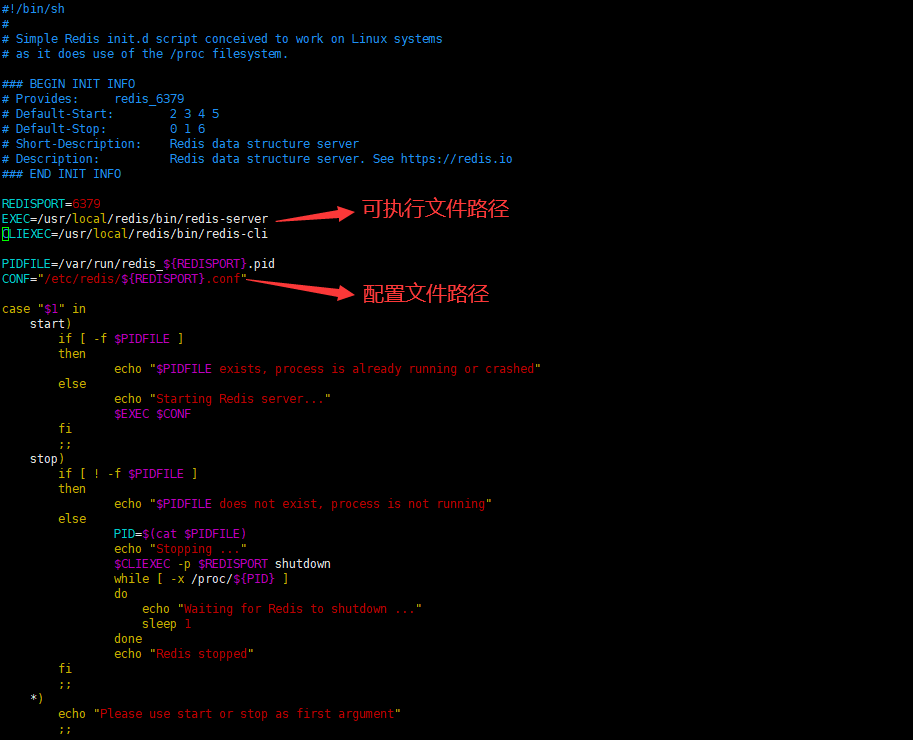 #!/bin/sh
#
# Simple Redis init.d script conceived to work on Linux systems
# as it does use of the /proc filesystem.
### BEGIN INIT INFO
# Provides:     redis_6379
# Default-Start:        2 3 4 5
# Default-Stop:         0 1 6
# Short-Description:    Redis data structure server
# Description:          Redis data structure server. See https://redis.io
### END INIT INFO
REDISPORT=6379
EXEC=/usr/local/redis/bin/redis-server 可执行文件路径
CLIEXEC=/usr/local/redis/bin/redis-cli
PIDFILE=/var/run/redis_${REDISPORT}.pid
CONF="/etc/redis/${REDISPORT}.conf" 配置文件路径
case "$1" in
    start)
        if [ -f $PIDFILE ]
        then
                echo "$PIDFILE exists, process is already running or crashed"
        else
                echo "Starting Redis server..."
                $EXEC $CONF
        fi
        ;;
    stop)
        if [ ! -f $PIDFILE ]
        then
                echo "$PIDFILE does not exist, process is not running"
        else
                PID=$(cat $PIDFILE)
                echo "Stopping ..."
                $CLIEXEC -p $REDISPORT shutdown
                while [ -x /proc/${PID} ]
                do
                    echo "Waiting for Redis to shutdown ..."
                    sleep 1
                done
                echo "Redis stopped"
        fi
        ;;
    *)
        echo "Please use start or stop as first argument"
        ;;